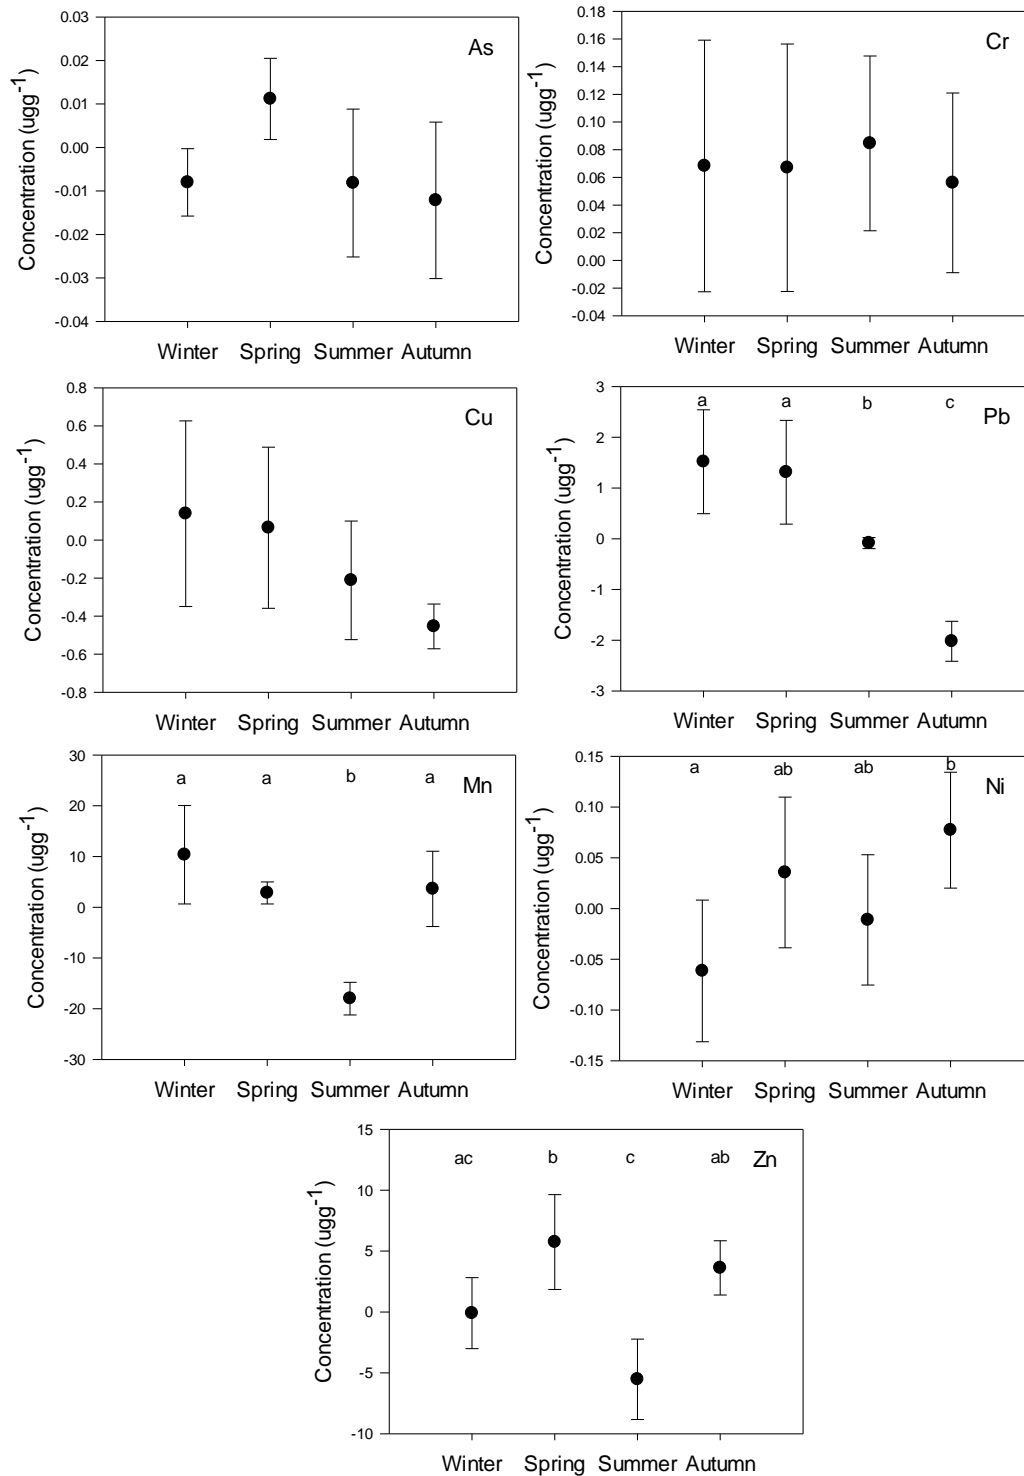 As
Concentration (ugg-1)
0.03
0.02
0.01
0.00
-0.01
-0.02
-0.03
-0.04
Winter Spring Summer Autumn
Cr
Concentration (ugg-1)
0.18
0.16
0.14
0.12
0.10
0.08
0.06
0.04
0.02
0.00
-0.02
-0.04
Winter Spring Summer Autumn
Cu
Concentration (ugg-1)
0.8
0.6
0.4
0.2
0.0
-0.2
-0.4
-0.6
-0.8
Winter Spring Summer Autumn
a a b c
Pb
Concentration (ugg-1)
3
2
1
0
-1
-2
-3
Winter Spring Summer Autumn
a a b a
Mn
Concentration (ugg-1)
30
20
10
0
-10
-20
-30
Winter Spring Summer Autumn
a ab ab b
Ni
Concentration (ugg-1)
0.15
0.10
0.05
0.00
-0.05
-0.10
-0.15
Winter Spring Summer Autumn
ac b c ab
Zn
Concentration (ugg-1)
15
10
5
0
-5
-10
Winter Spring Summer Autumn